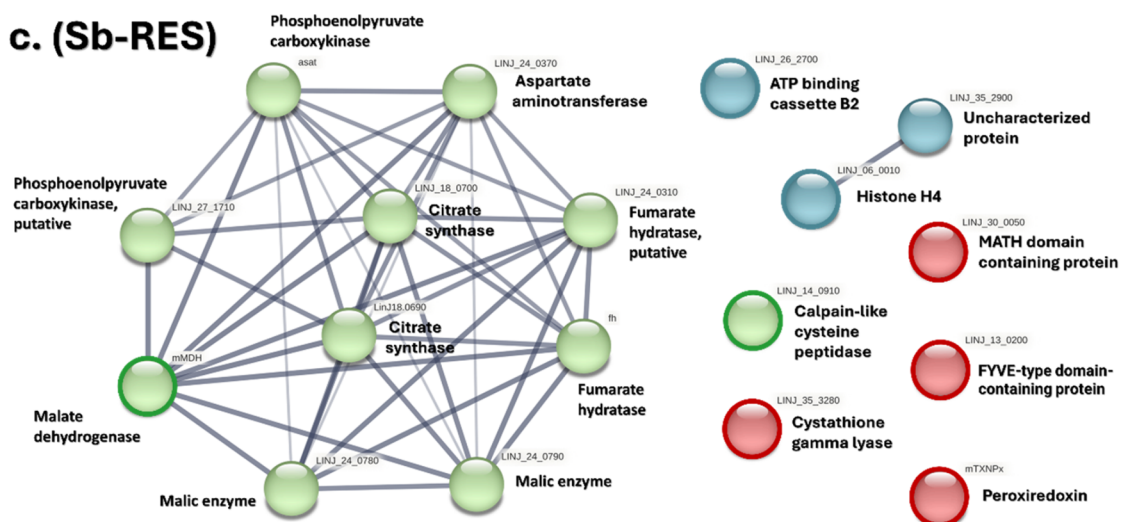 c. (Sb-RES)
Phosphoenolpyruvate
carboxykinase
asat
LINJ_24_0370
Aspartate
aminotransferase
Phosphoenolpyruvate
carboxykinase,
putative
LINJ_27_1710
LINJ_18_0700
Citrate
synthase
LINJ_24_0310
Fumarate
hydratase,
putative
LinJ18.0690
Citrate
synthase
fh
Fumarate
hydratase
mMDH
Malate
dehydrogenase
LINJ_24_0780
Malic enzyme
LINJ_24_0790
Malic enzyme
LINJ_26_2700
ATP binding
cassette B2
LINJ_35_2900
Uncharacterized
protein
LINJ_06_0010
Histone H4
LINJ_30_0050
MATH domain
containing protein
LINJ_14_0910
Calpain-like
cysteine
peptidase
LINJ_13_0200
FYVE-type domain-
containing protein
LINJ_35_3280
Cystathione
gamma lyase
mTXNPx
Peroxiredoxin